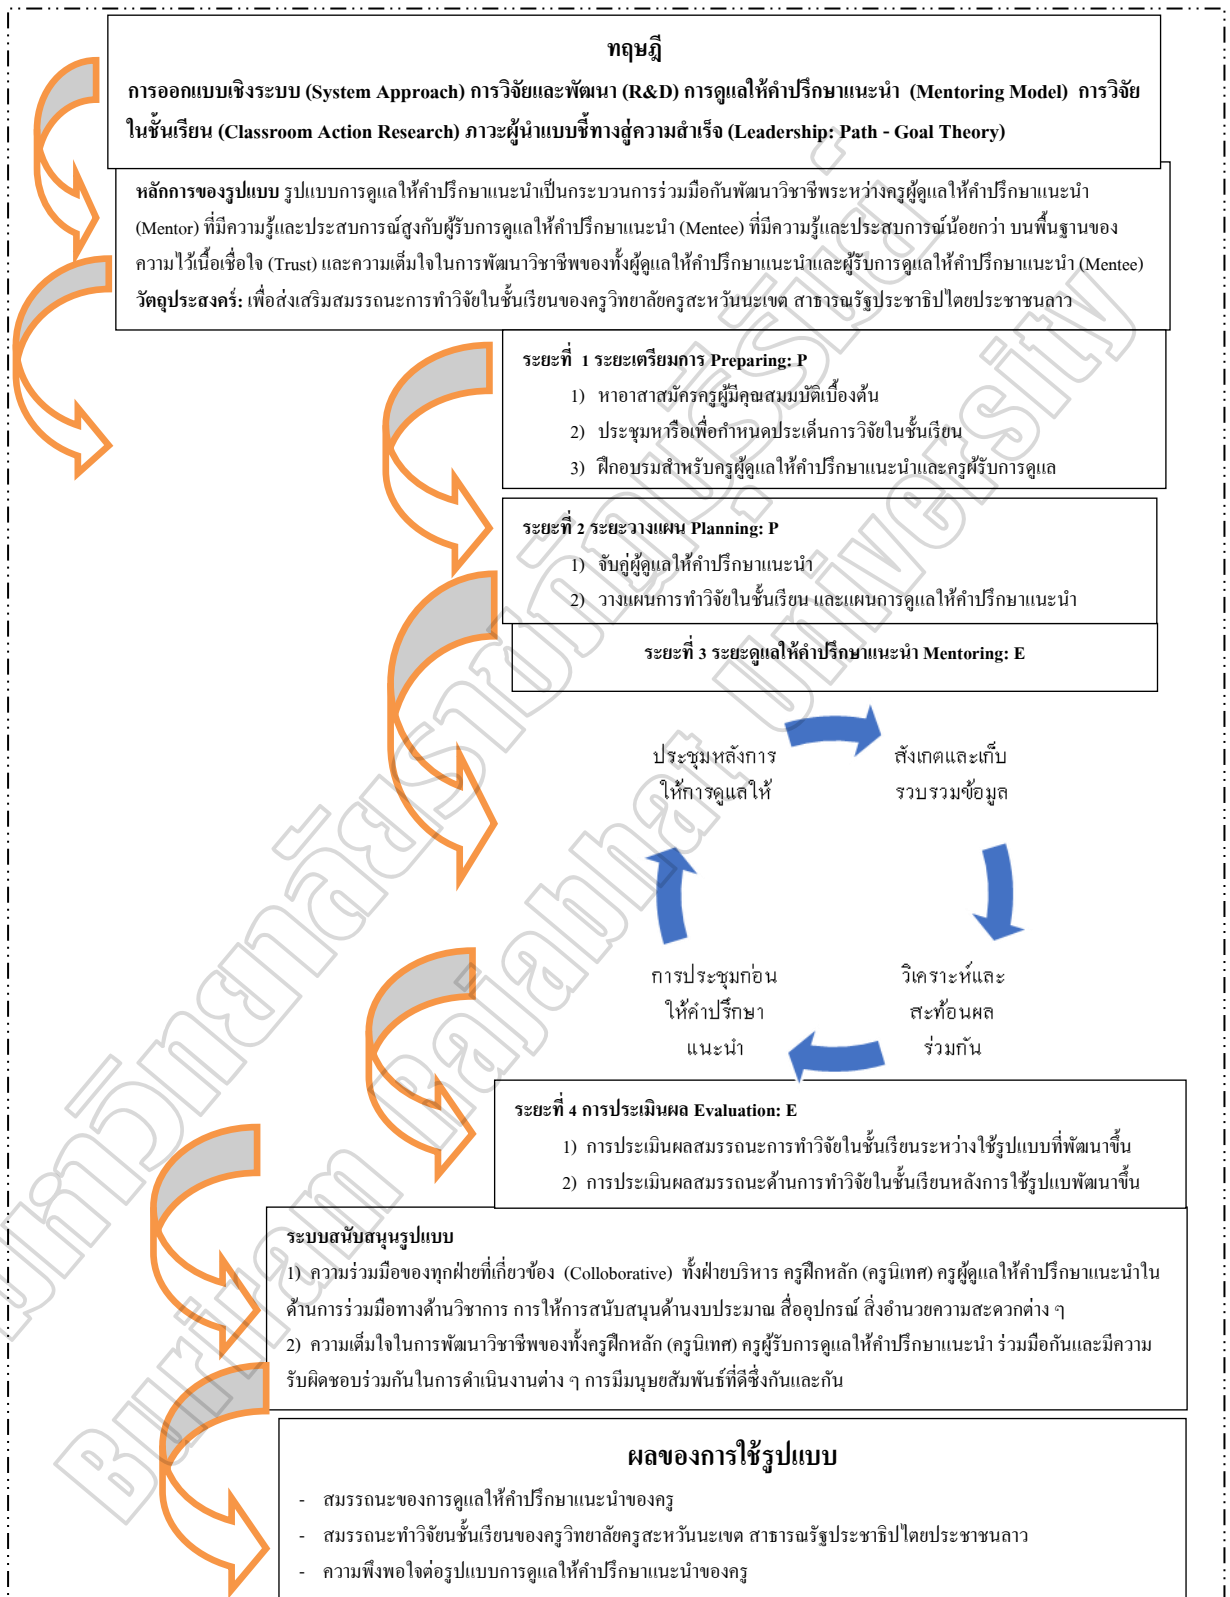 ทฤษฎี
การออกแบบเชิงระบบ (System Approach) การวิจัยและพัฒนา (R&D) การดูแลให้คำปรึกษาแนะนำ (Mentoring Model) การวิจัย
ในชั้นเรียน (Classroom Action Research) ภาวะผู้นำแบบชี้ทางสู่ความสำเร็จ (Leadership: Path - Goal Theory)
หลักการของรูปแบบ รูปแบบการดูแลให้คำปรึกษาแนะนำเป็นกระบวนการร่วมมือกันพัฒนาวิชาชีพระหว่างครูผู้ดูแลให้คำปรึกษาแนะนำ
(Mentor) ที่มีความรู้และประสบการณ์สูงกับผู้รับการดูแลให้คำปรึกษาแนะนำ (Mentee) ที่มีความรู้และประสบการณ์น้อยกว่า บนพื้นฐานของ
ความไว้เนื้อเชื่อใจ (Trust) และความเต็มใจในการพัฒนาวิชาชีพของทั้งผู้ดูแลให้คำปรึกษาแนะนำและผู้รับการดูแลให้คำปรึกษาแนะนำ (Mentee)
วัตถุประสงค์: เพื่อส่งเสริมสมรรถนะการทำวิจัยในชั้นเรียนของครูวิทยาลัยครูสะหวันนะเขต สาธารณรัฐประชาธิปไตยประชาชนลาว
ระยะที่ 1 ระยะเตรียมการ Preparing: P
1) หาอาสาสมัครครูผู้มีคุณสมมบัติเบื้องต้น
2) ประชุมหารือเพื่อกำหนดประเด็นการวิจัยในชั้นเรียน
3) ฝึกอบรมสำหรับครูผู้ดูแลให้คำปรึกษาแนะนำและครูผ้รับการดูแล
ระยะที่ 2 ระยะวางแผน Planning: P
1) จับคู่ผู้ดูแลให้คำปรึกษาแนะนำ
2) วางแผนการทำวิจัยในชั้นเรียน และแผนการดูแลให้คำปรึกษาแนะนำ
ระยะที่ 3 ระยะดูแลให้คำปรึกษาแนะนำ Mentoring: E
ประชุมหลังการ
ให้การดูแลให้
สังเกตและเก็บ
รวบรวมข้อมูล
การประชุมก่อน
ให้คำปรึกษา
แนะนำ
วิเคราะห์และ
สะท้อนผล
ร่วมกัน
ระยะที่ 4 การประเมินผล Evaluation: E
1) การประเมินผลสมรรถนะการทำวิจัยในชั้นเรียนระหว่างใช้รูปแบบที่พัฒนาขึ้น
2) การประเมินผลสมรรถนะด้านการทำวิจัยในชั้นเรียนหลังการใช้รูปแบพัฒนาขึ้น
ระบบสนับสนุนรูปแบบ
1) ความร่วมมือของทุกฝ่ายที่เกี่ยวข้อง (Colloborative) ทั้งฝ่ายบริหาร ครูฝึกหลัก (ครูนิเทศ) ครูผู้ดูแลให้คำปรึกษาแนะนำใน
ด้านการร่วมมือทางด้านวิชาการ การให้การสนับสนุนด้านงบประมาณ สื่ออุปกรณ์ สิ่งอำนวยความสะดวกต่าง ๆ
2) ความเต็มใจในการพัฒนาวิชาชีพของทั้งครูฝึกหลัก (ครูนิเทศ) ครูผู้รับการดูแลให้คำปรึกษาแนะนำ ร่วมมือกันและมีความ
รับผิดชอบร่วมกันในการดำเนินงานต่าง ๆ การมีมนุษยสัมพันธ์ที่ดีซึ่งกันและกัน
ผลของการใช้รูปแบบ
- สมรรถนะของการดูแลให้คำปรึกษาแนะนำของครู
- สมรรถนะทำวิจัยนชั้นเรียนของครูวิทยาลัยครูสะหวันนะเขต สาธารณรัฐประชาธิปไตยประชาชนลาว
- ความพึงพอใจต่อรูปแบบการดูแลให้คำปรึกษาแนะนำของครู
มหาวิทยาลัยราชภัฏบุรีรัมย์
Buriram Rajabhat University